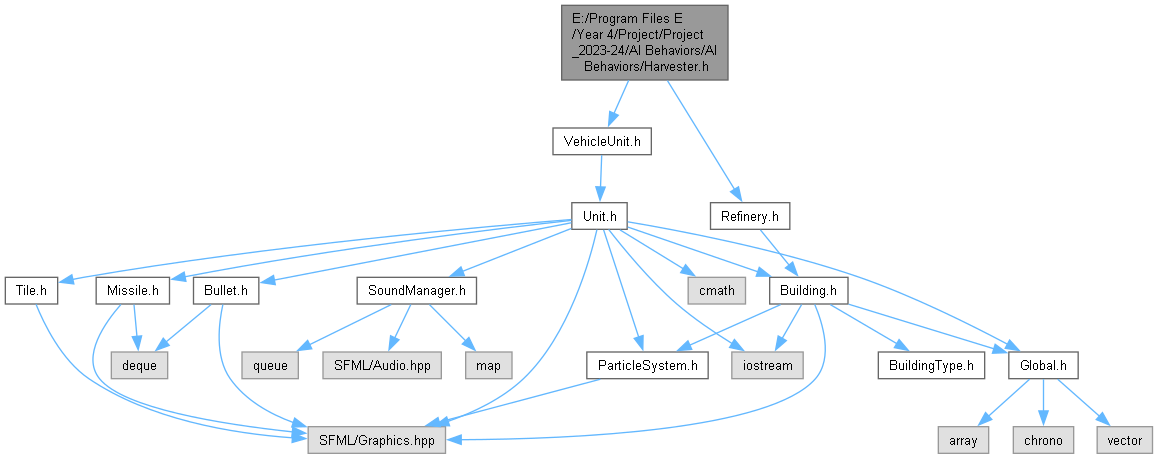 E:/Program Files E
/Year 4/Project/Project
_2023-24/AI Behaviors/AI
Behaviors/Harvester.h
VehicleUnit.h
Unit.h
Refinery.h
Tile.h
Missile.h
Bullet.h
SoundManager.h
cmath
Building.h
deque
queue
SFML/Audio.hpp
map
ParticleSystem.h
iostream
BuildingType.h
Global.h
SFML/Graphics.hpp
array
chrono
vector